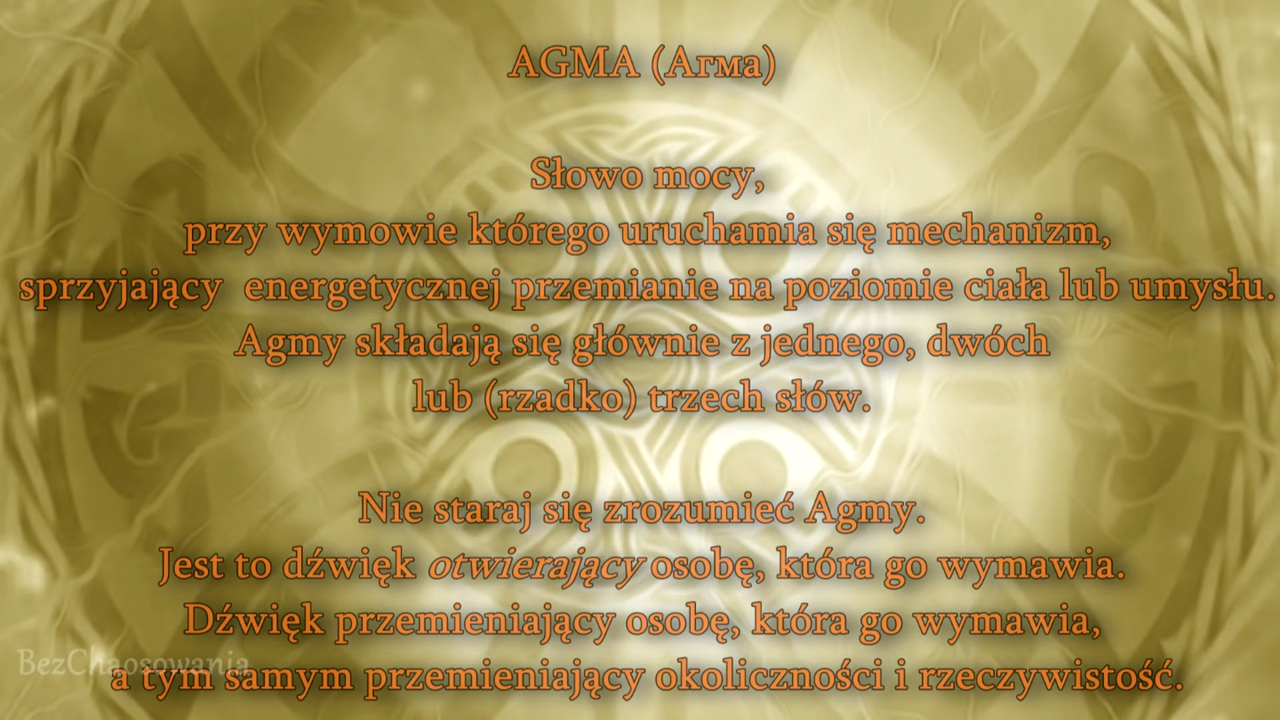 AGMA (Агма)
Słowo mocy,
przy wymowie którego uruchamia się mechanizm,
sprzyjający energetycznej przemianie na poziomie ciała lub umysłu.
Agmy składają się głównie z jednego, dwóch
lub (rzadko) trzech słów.
Nie staraj się zrozumieć Agmy.
Jest to dźwięk otwierający osobę, która go wymawia.
Dźwięk przemieniający osobę, która go wymawia,
BezChaosowania
a tym samym przemieniający okoliczności i rzeczywistość.